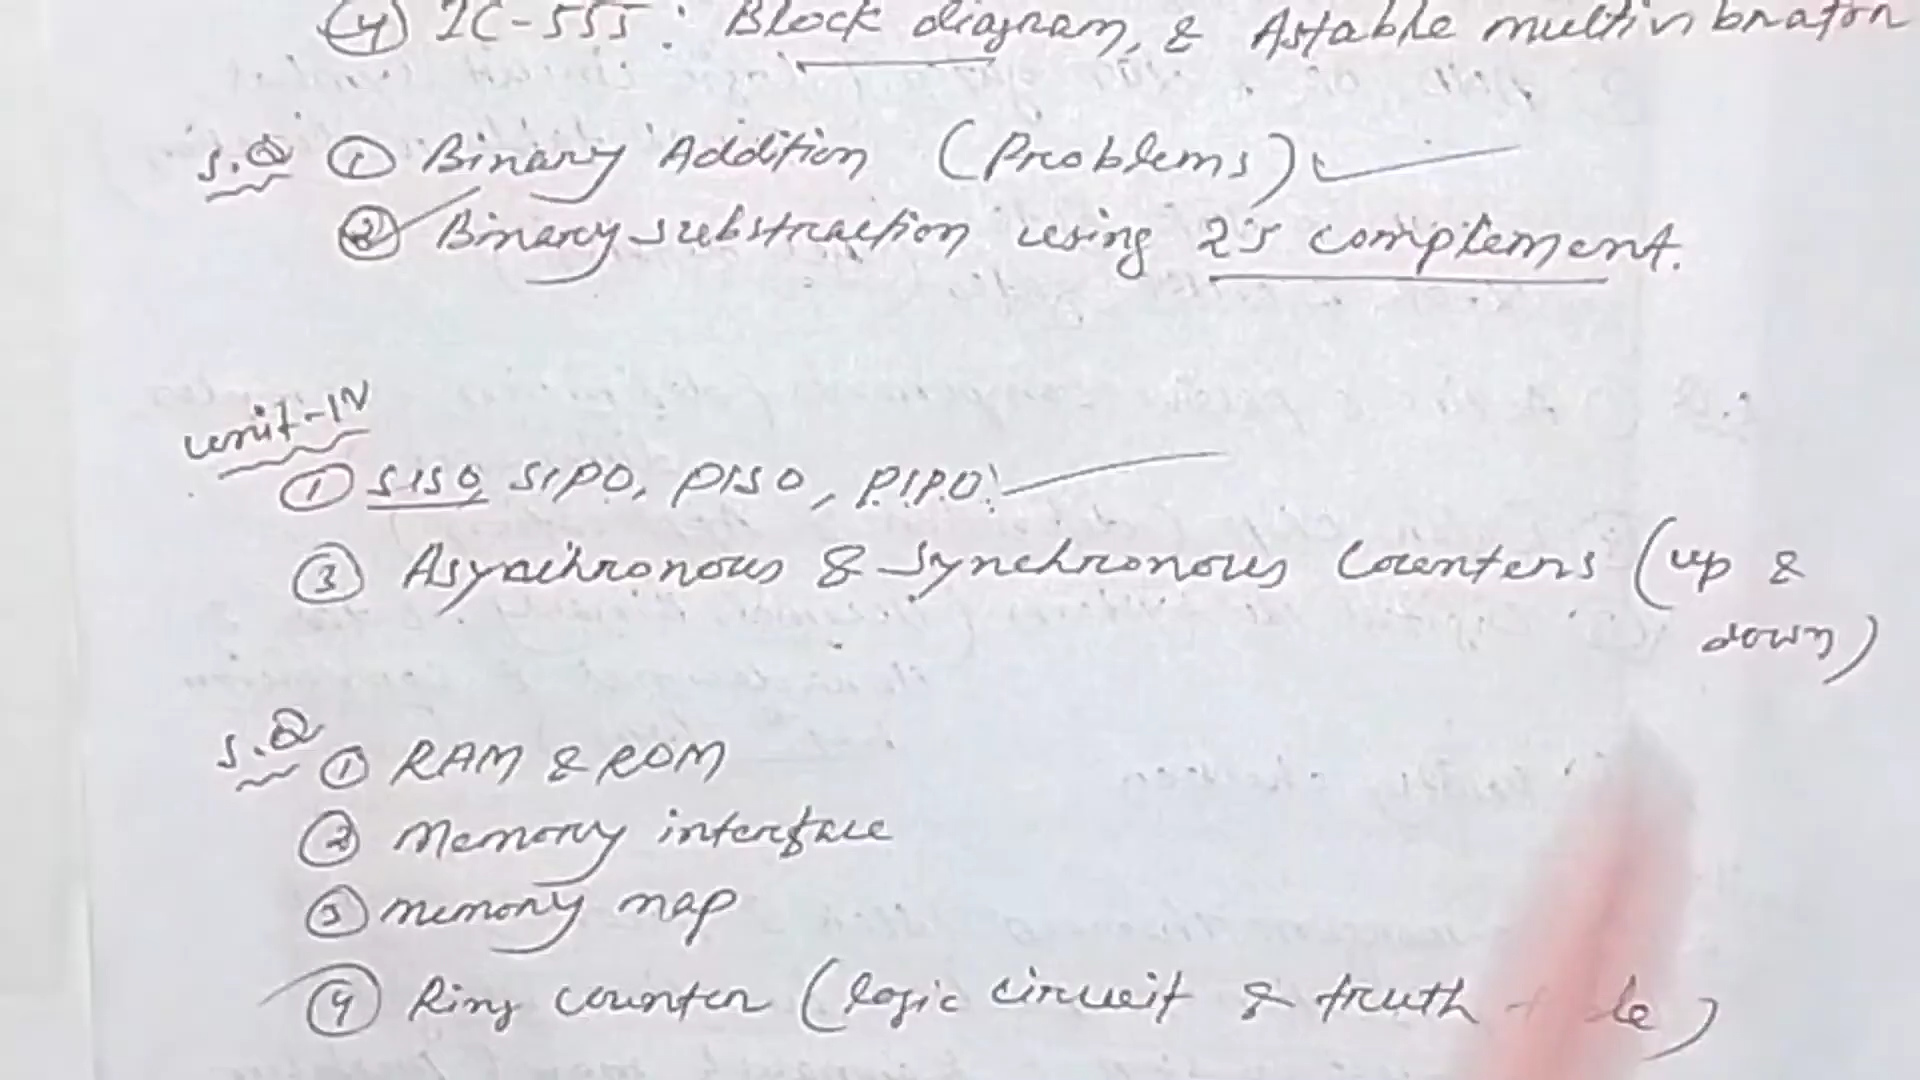 (4) IC-555: Block diagram, & Astable multivibrator
S.Q (1) Binary Addition (Problems)
(2) Binary substraction using 2's complement.
unit-IV
(1) SISO, SIPO, PISO, PIPO
(3) Asynchronous & Synchronous Counters (up &
down)
S.Q (1) RAM & ROM
(2) Memory interface
(3) memory map
(4) Ring counter (logic circuit & truth